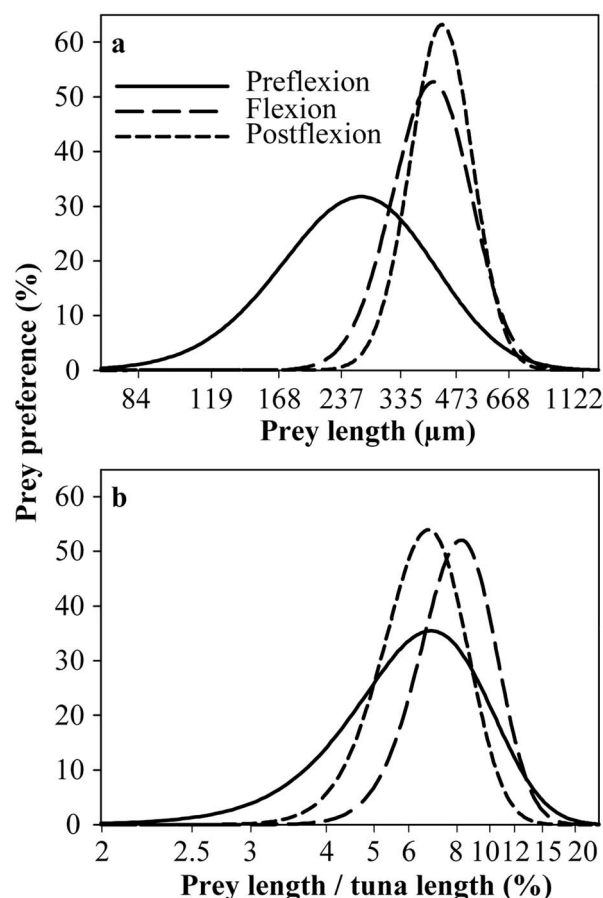 a
Preflexion
Flexion
Postflexion
60
50
40
30
20
10
0
84 119 168 237 335 473 668 1122
Prey length (µm)
Prey preference (%)
b
60
50
40
30
20
10
0
2 2.5 3 4 5 6 8 10 12 15 20
Prey length / tuna length (%)